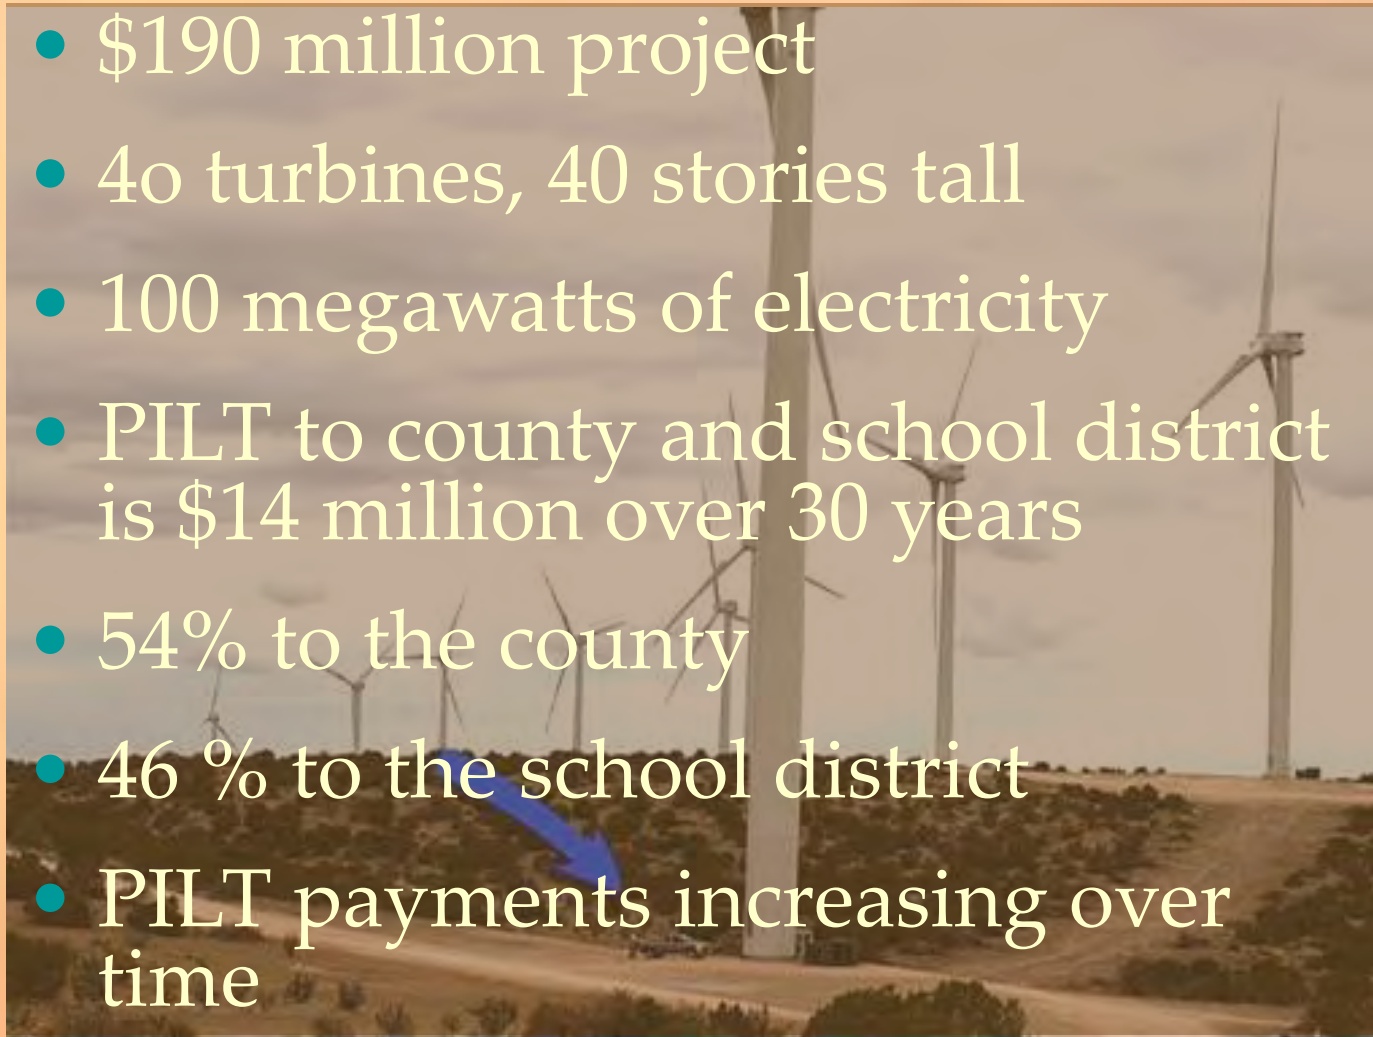 • $190 million project
• 4o turbines, 40 stories tall
• 100 megawatts of electricity
• PILT to county and school district
is $14 million over 30 years
• 54% to the county
• 46 % to the school district
• PILT payments increasing over
time